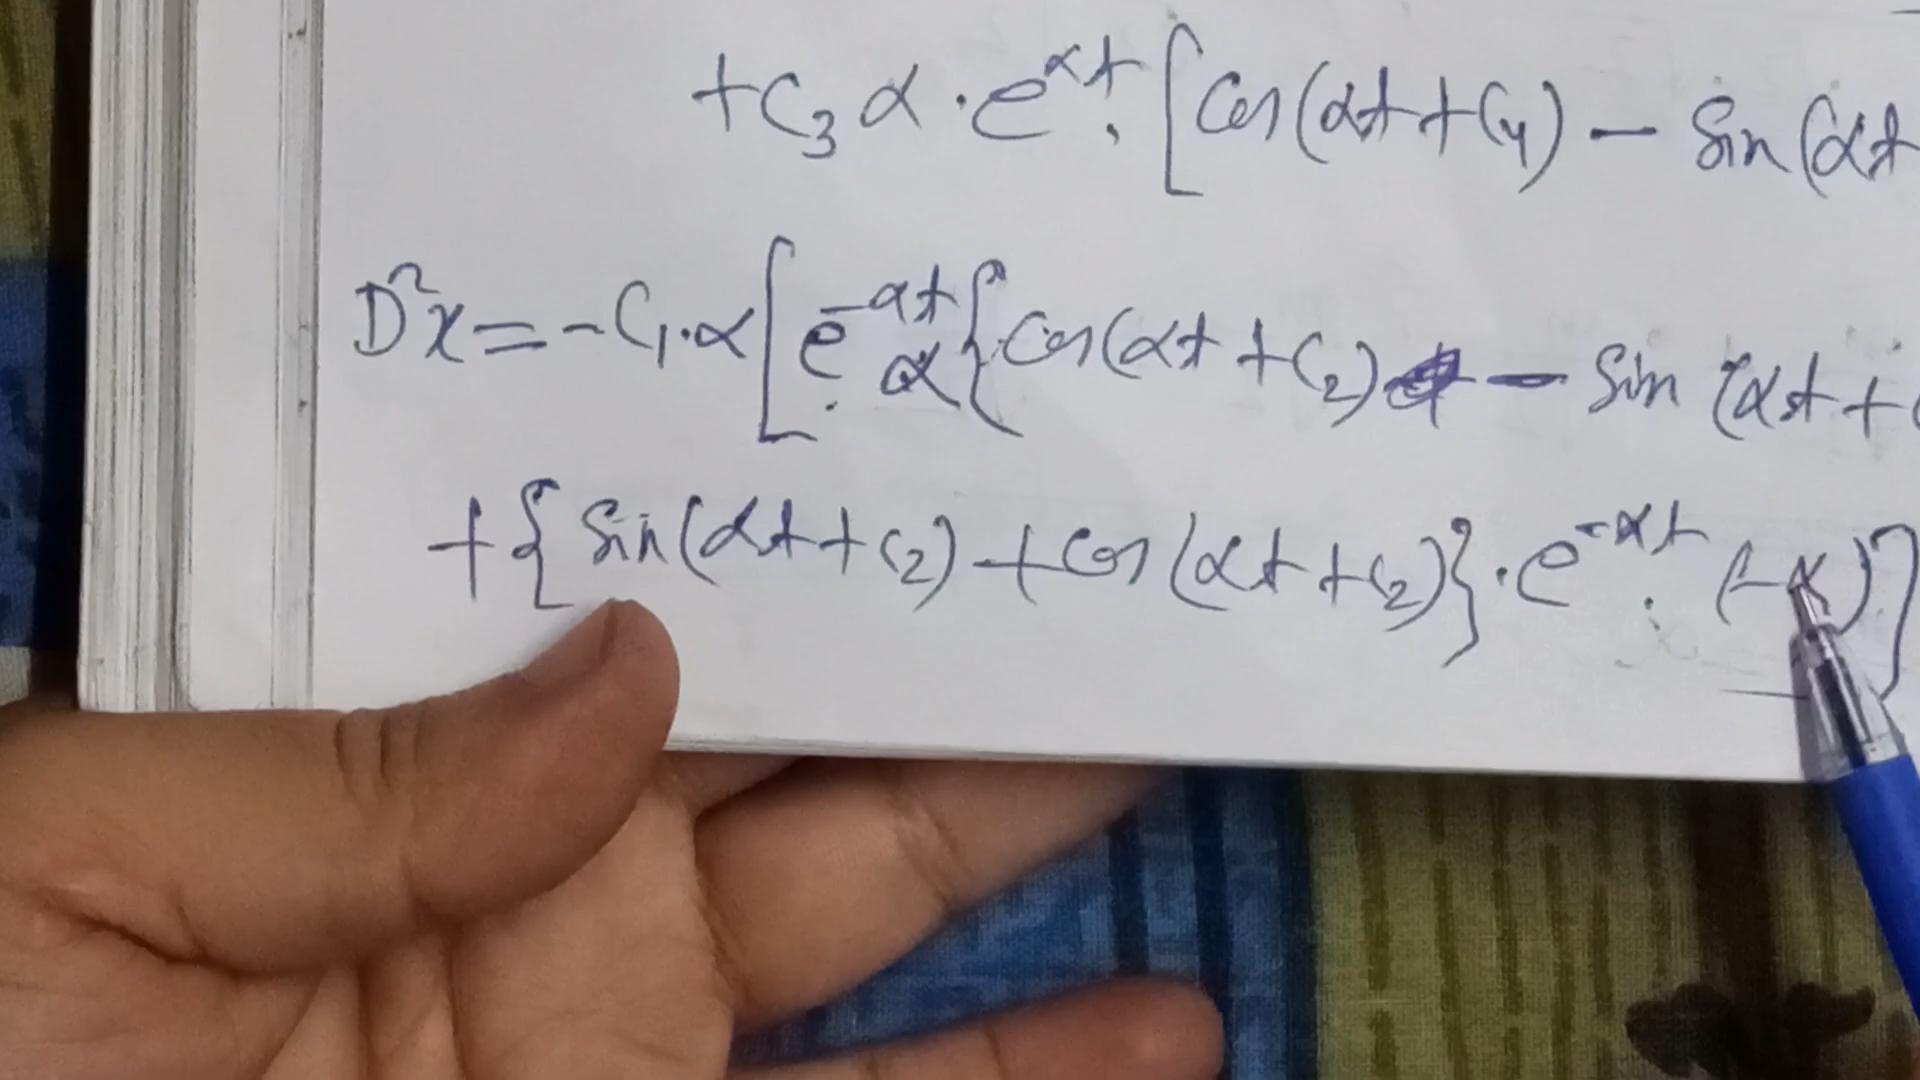 +C₃α·e^{αt}[Cos(αt+C₄) - Sin(αt
D²x = -C₁·α[e^{-αt}α{Cos(αt+C₂) - Sin(αt+
+{Sin(αt+C₂)+Cos(αt+C₂)}·e^{-αt}(-α)]